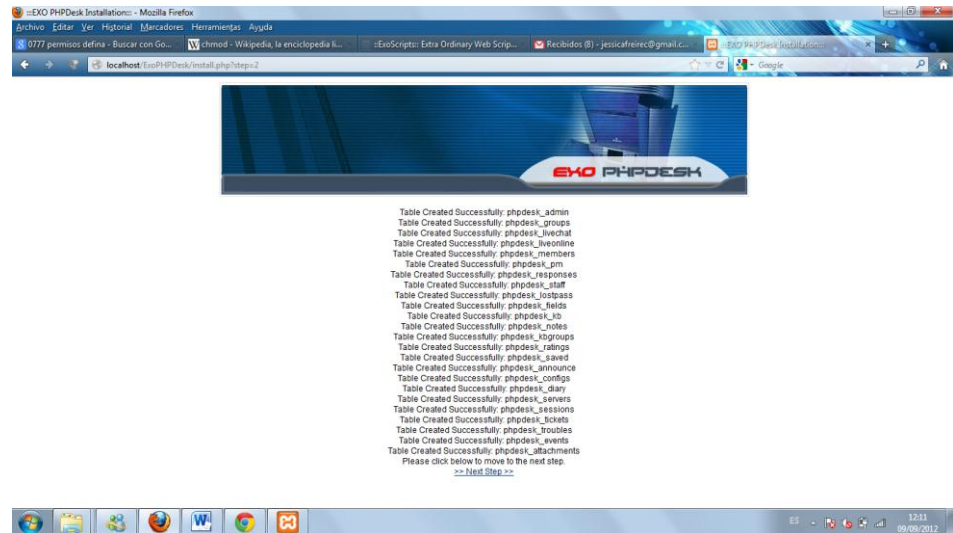 :::EXO PHPDesk Installation::: - Mozilla Firefox
Archivo Editar Ver Historial Marcadores Herramientas Ayuda
0777 permisos defina - Buscar con Go...
chmod - Wikipedia, la enciclopedia li...
::ExoScripts:: Extra Ordinary Web Scrip...
Recibidos (8) - jessicafreirec@gmail.c...
:::EXO PHPDesk Installation:::
localhost/ExoPHPDesk/install.php?step=2
Google
EXO PHPDESK
Table Created Successfully: phpdesk_admin
Table Created Successfully: phpdesk_groups
Table Created Successfully: phpdesk_livechat
Table Created Successfully: phpdesk_liveonline
Table Created Successfully: phpdesk_members
Table Created Successfully: phpdesk_pm
Table Created Successfully: phpdesk_responses
Table Created Successfully: phpdesk_staff
Table Created Successfully: phpdesk_lostpass
Table Created Successfully: phpdesk_fields
Table Created Successfully: phpdesk_kb
Table Created Successfully: phpdesk_notes
Table Created Successfully: phpdesk_kbgroups
Table Created Successfully: phpdesk_ratings
Table Created Successfully: phpdesk_saved
Table Created Successfully: phpdesk_announce
Table Created Successfully: phpdesk_configs
Table Created Successfully: phpdesk_diary
Table Created Successfully: phpdesk_servers
Table Created Successfully: phpdesk_sessions
Table Created Successfully: phpdesk_tickets
Table Created Successfully: phpdesk_troubles
Table Created Successfully: phpdesk_events
Table Created Successfully: phpdesk_attachments
Please click below to move to the next step.
>> Next Step >>
ES
12:11
09/09/2012